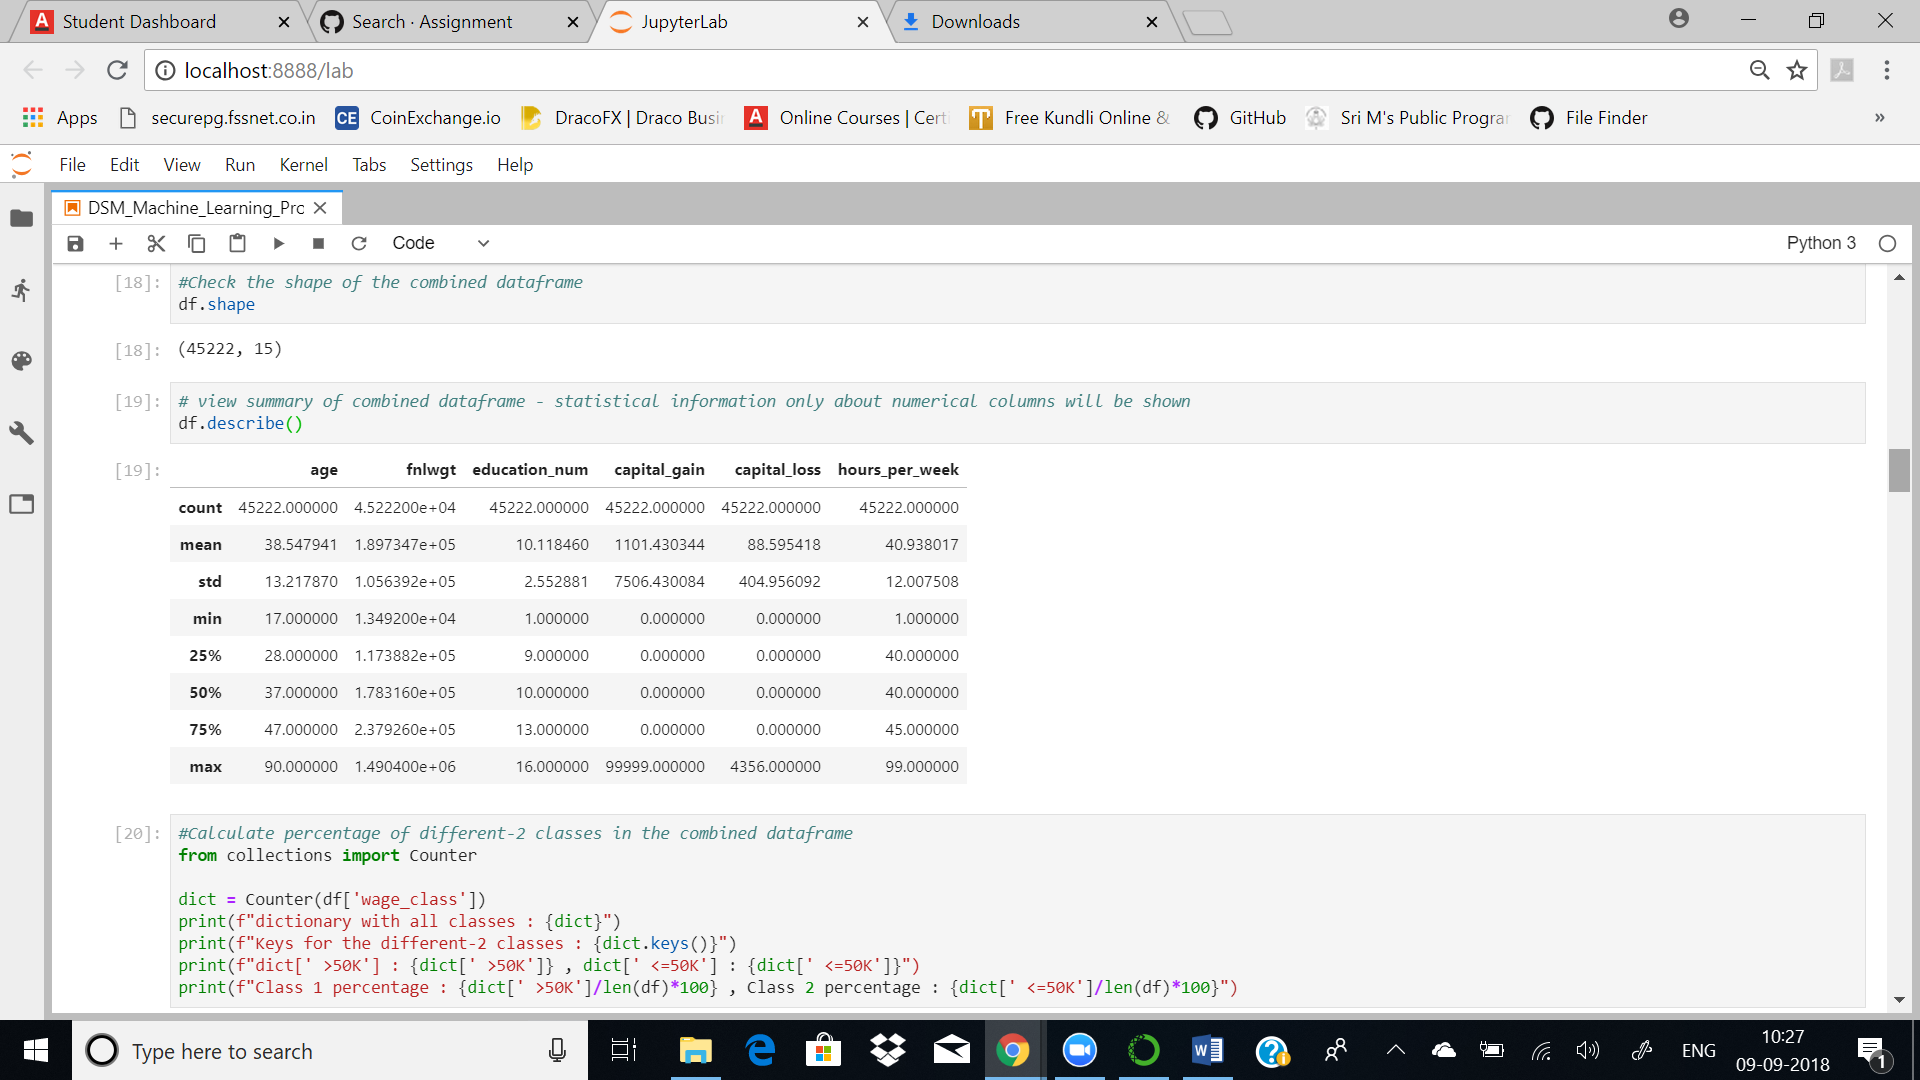 Student Dashboard
Search · Assignment
JupyterLab
Downloads
localhost:8888/lab
Apps
securepg.fssnet.co.in
CE CoinExchange.io
DracoFX | Draco Busi
Online Courses | Cert
Free Kundli Online &
GitHub
Sri M's Public Progra
File Finder
»
File Edit View Run Kernel Tabs Settings Help
DSM_Machine_Learning_Prc
Code
Python 3
[18]: #Check the shape of the combined dataframe
df.shape
[18]: (45222, 15)
[19]: # view summary of combined dataframe - statistical information only about numerical columns will be shown
df.describe()
[19]: age fnlwgt education_num capital_gain capital_loss hours_per_week
count 45222.000000 4.522200e+04 45222.000000 45222.000000 45222.000000 45222.000000
mean 38.547941 1.897347e+05 10.118460 1101.430344 88.595418 40.938017
std 13.217870 1.056392e+05 2.552881 7506.430084 404.956092 12.007508
min 17.000000 1.349200e+04 1.000000 0.000000 0.000000 1.000000
25% 28.000000 1.173882e+05 9.000000 0.000000 0.000000 40.000000
50% 37.000000 1.783160e+05 10.000000 0.000000 0.000000 40.000000
75% 47.000000 2.379260e+05 13.000000 0.000000 0.000000 45.000000
max 90.000000 1.490400e+06 16.000000 99999.000000 4356.000000 99.000000
[20]: #Calculate percentage of different-2 classes in the combined dataframe
from collections import Counter
dict = Counter(df['wage_class'])
print(f"dictionary with all classes : {dict}")
print(f"Keys for the different-2 classes : {dict.keys()}")
print(f"dict[' >50K'] : {dict[' >50K']} , dict[' <=50K'] : {dict[' <=50K']}")
print(f"Class 1 percentage : {dict[' >50K']/len(df)*100} , Class 2 percentage : {dict[' <=50K']/len(df)*100}")
Type here to search
ENG
10:27
09-09-2018
1